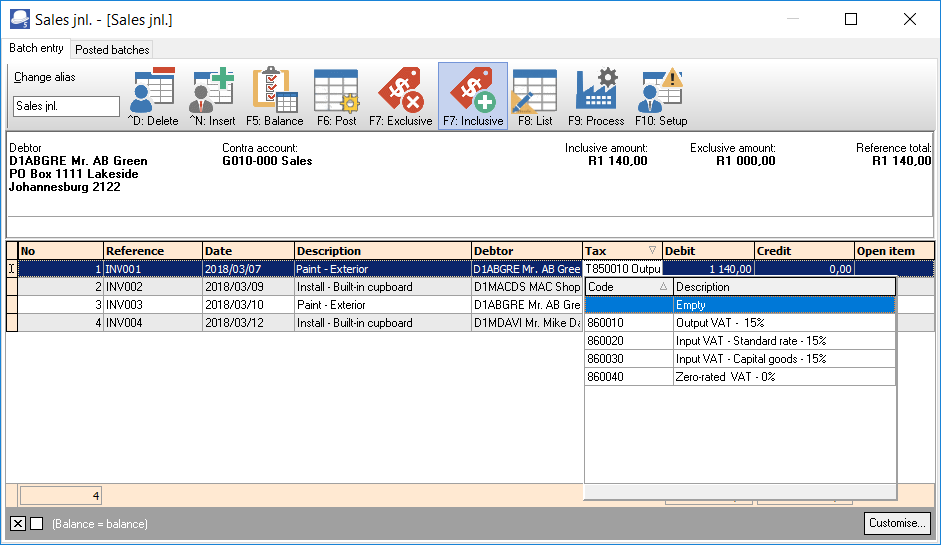 Sales jnl. - [Sales jnl.]
Batch entry Posted batches
Change alias
Sales jnl.
^D: Delete ^N: Insert F5: Balance F6: Post F7: Exclusive F7: Inclusive F8: List F9: Process F10: Setup
Debtor Contra account: Inclusive amount: Exclusive amount: Reference total:
D1ABGRE Mr. AB Green G010-000 Sales R1 140,00 R1 000,00 R1 140,00
PO Box 1111 Lakeside
Johannesburg 2122
No Reference Date Description Debtor Tax Debit Credit Open item
1 INV001 2018/03/07 Paint - Exterior D1ABGRE Mr. AB Gree T850010 Outpu 1 140,00 0,00
2 INV002 2018/03/09 Install - Built-in cupboard D1MACDS MAC Shop
3 INV003 2018/03/10 Paint - Exterior D1ABGRE Mr. AB Gre
4 INV004 2018/03/12 Install - Built-in cupboard D1MDAVI Mr. Mike Da
Code Description
Empty
860010 Output VAT - 15%
860020 Input VAT - Standard rate - 15%
860030 Input VAT - Capital goods - 15%
860040 Zero-rated VAT - 0%
4
(Balance = balance) Customise...